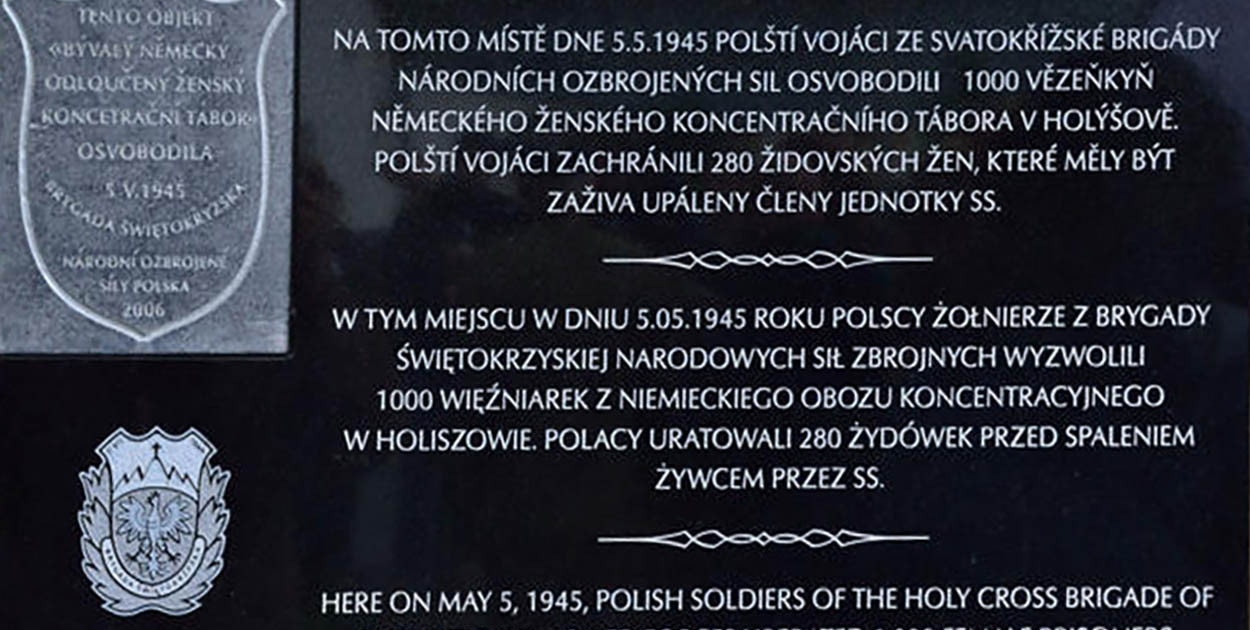 TENTO OBJEKT
«BÝVALÝ NĚMECKÝ
ODLOUČENÝ ŽENSKÝ
KONCETRAČNÍ TÁBOR»
OSVOBODILA
5 V.1945
BRYGADA ŚWIĘTOKRZYSKA
NÁRODNÍ OZBROJENÉ
SÍLY POLSKA
2006
NA TOMTO MÍSTĚ DNE 5.5.1945 POLŠTÍ VOJÁCI ZE SVATOKŘÍŽSKÉ BRIGÁDY
NÁRODNÍCH OZBROJENÝCH SIL OSVOBODILI 1000 VĚZEŇKYŇ
NĚMECKÉHO ŽENSKÉHO KONCENTRAČNÍHO TÁBORA V HOLÝŠOVĚ.
POLŠTÍ VOJÁCI ZACHRÁNILI 280 ŽIDOVSKÝCH ŽEN, KTERÉ MĚLY BÝT
ZAŽIVA UPÁLENY ČLENY JEDNOTKY SS.
W TYM MIEJSCU W DNIU 5.05.1945 ROKU POLSCY ŻOŁNIERZE Z BRYGADY
ŚWIĘTOKRZYSKIEJ NARODOWYCH SIŁ ZBROJNYCH WYZWOLILI
1000 WIĘŹNIAREK Z NIEMIECKIEGO OBOZU KONCENTRACYJNEGO
W HOLISZOWIE. POLACY URATOWALI 280 ŻYDÓWEK PRZED SPALENIEM
ŻYWCEM PRZEZ SS.
BRYGADA ŚWIĘTOKRZYSKA
HERE ON MAY 5, 1945, POLISH SOLDIERS OF THE HOLY CROSS BRIGADE OF